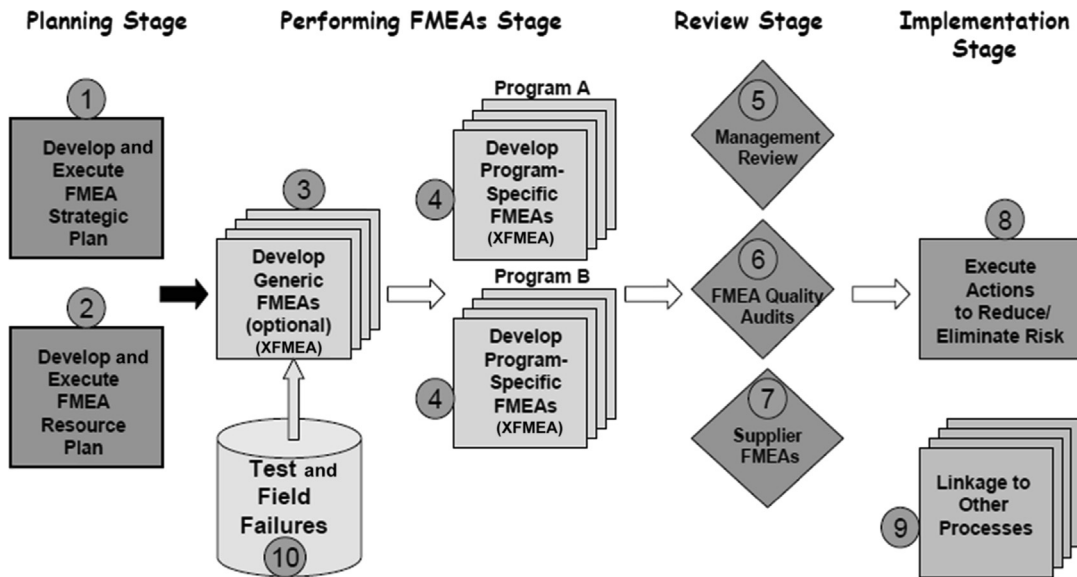 Planning Stage
Performing FMEAs Stage
Review Stage
Implementation
Stage
1
Develop and
Execute
FMEA
Strategic
Plan
2
Develop and
Execute
FMEA
Resource
Plan
3
Develop
Generic
FMEAs
(optional)
(XFMEA)
Test and
Field
Failures
10
Program A
4
Develop
Program-
Specific
FMEAs
(XFMEA)
Program B
4
Develop
Program-
Specific
FMEAs
(XFMEA)
5
Management
Review
6
FMEA Quality
Audits
7
Supplier
FMEAs
8
Execute
Actions
to Reduce/
Eliminate Risk
9
Linkage to
Other
Processes